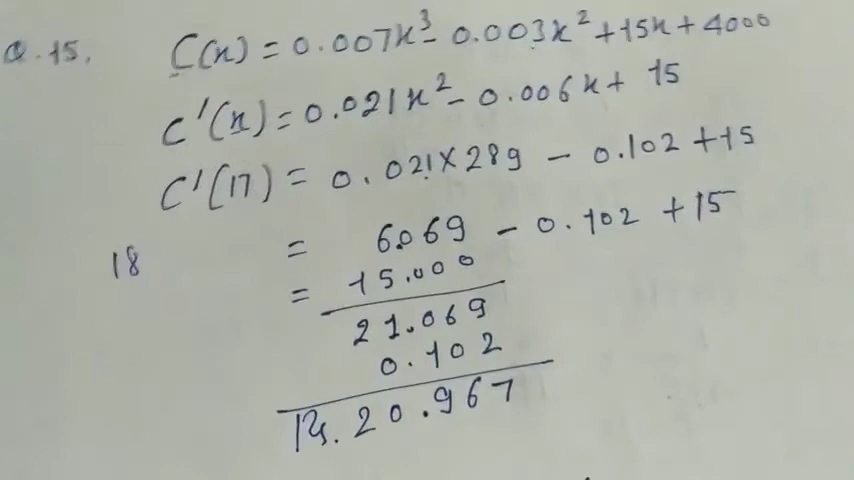 Q.15. C(x) = 0.007x³ - 0.003x² + 15x + 4000
C'(x) = 0.021x² - 0.006x + 15
C'(17) = 0.021 × 289 - 0.102 + 15
= 6.069 - 0.102 + 15
18
= 15.000
21.069
0.102
Rs. 20.967